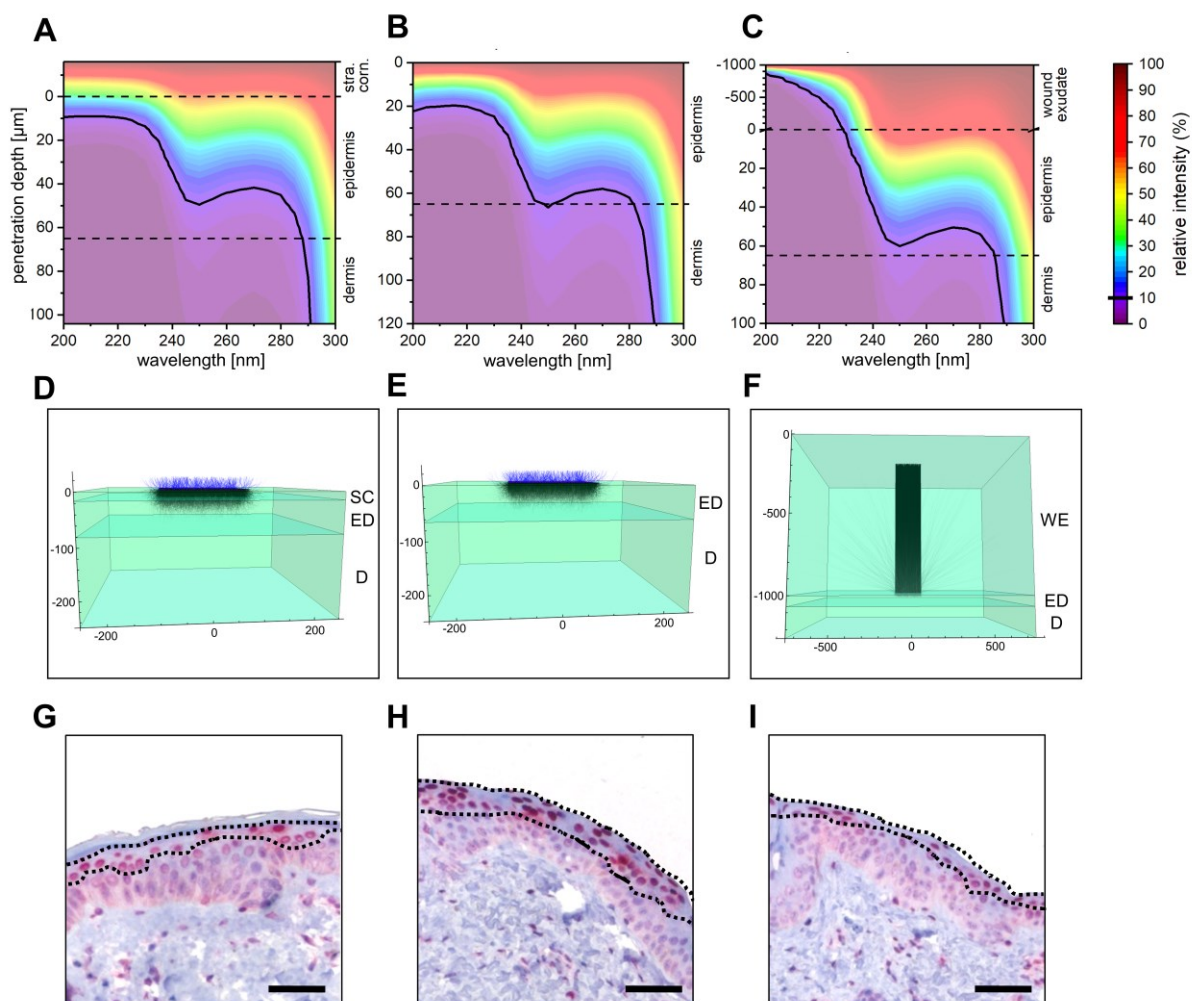 A
B
C
penetration depth [µm]
0
20
40
60
80
100
200 220 240 260 280 300
wavelength [nm]
stra. corn.
epidermis
dermis
0
20
40
60
80
100
120
200 220 240 260 280 300
wavelength [nm]
epidermis
dermis
-1000
-500
0
20
40
60
80
100
200 220 240 260 280 300
wavelength [nm]
wound exudate
epidermis
dermis
100
90
80
70
60
50
40
30
20
10
0
relative intensity (%)
D
E
F
0
-100
-200
-200 0 200
SC
ED
D
0
-100
-200
-200 0 200
ED
D
0
-500
-1000
-500 0 500
WE
ED
D
G
H
I